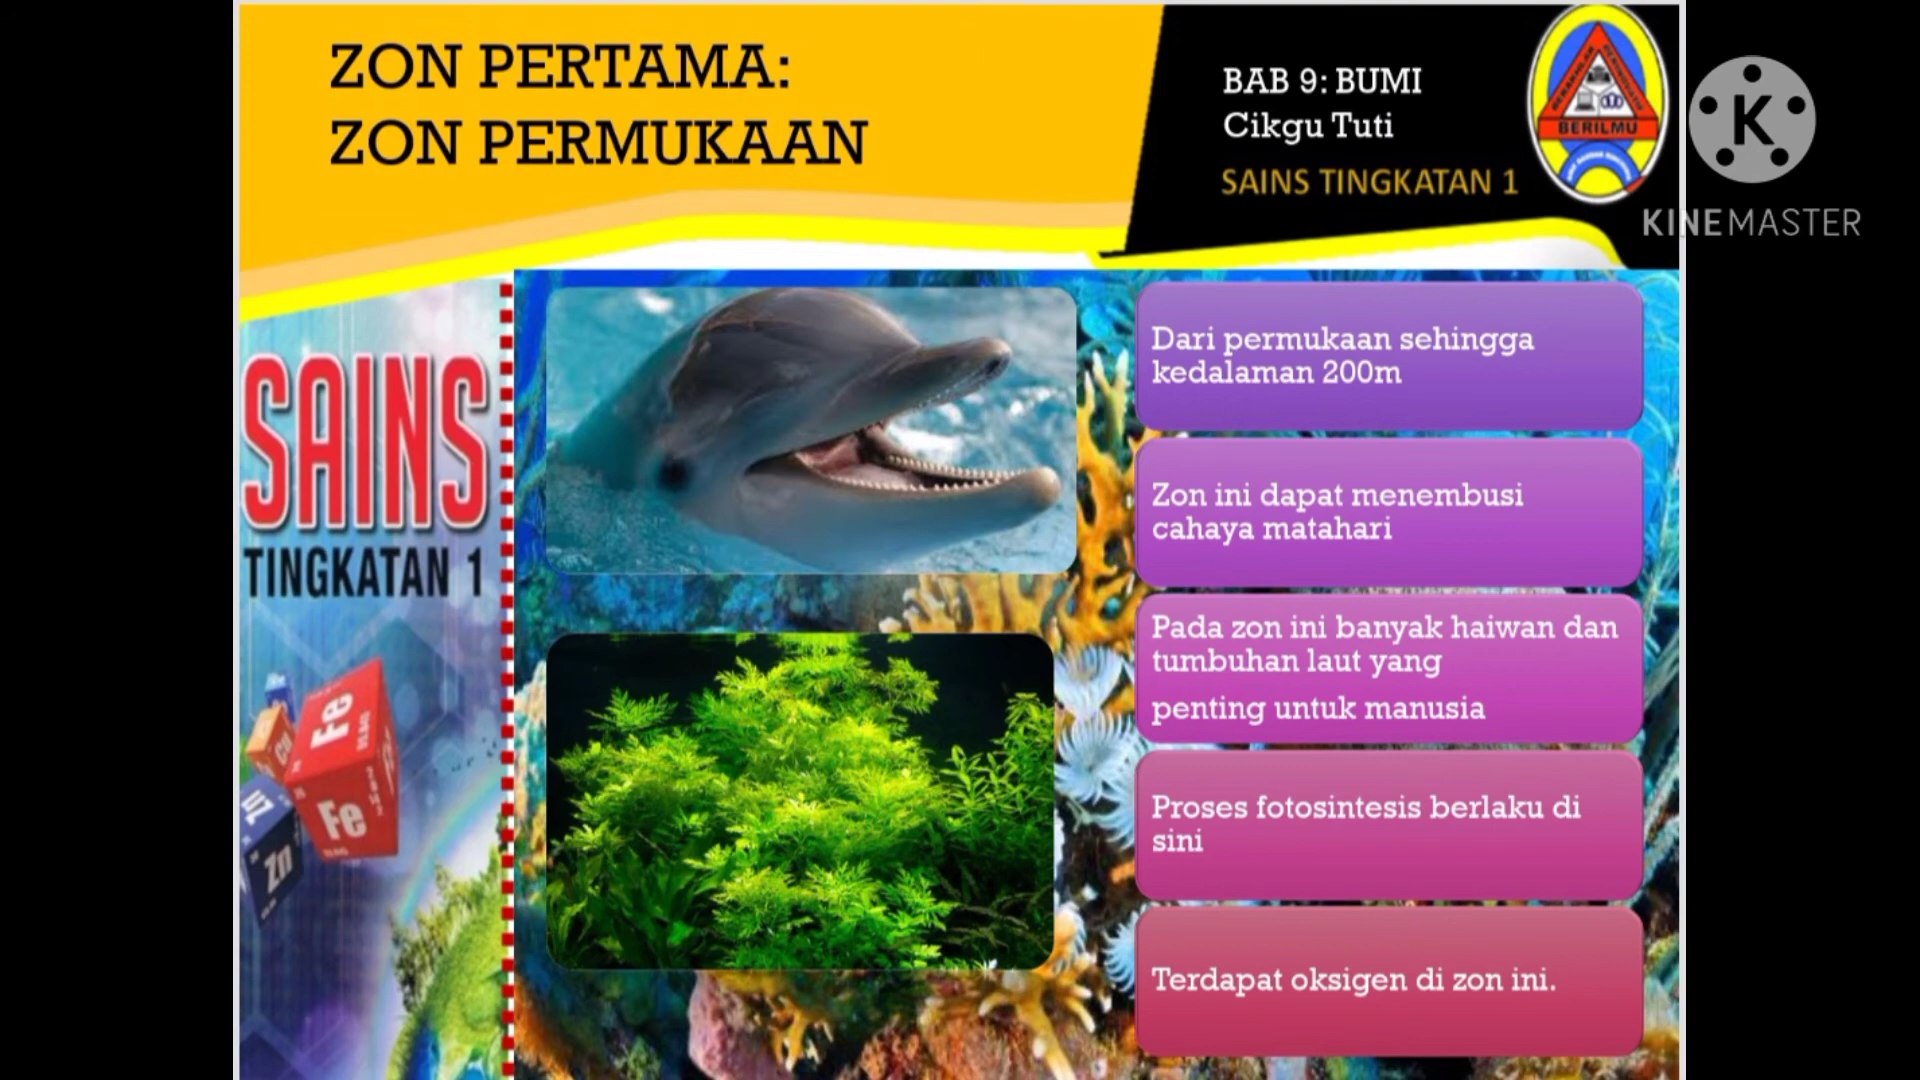 ZON PERTAMA:
ZON PERMUKAAN
BAB 9: BUMI
Cikgu Tuti
SAINS TINGKATAN 1
BERILMU
K
KINEMASTER
SAINS
TINGKATAN 1
Fe
Fe
Zn
Dari permukaan sehingga
kedalaman 200m
Zon ini dapat menembusi
cahaya matahari
Pada zon ini banyak haiwan dan
tumbuhan laut yang
penting untuk manusia
Proses fotosintesis berlaku di
sini
Terdapat oksigen di zon ini.